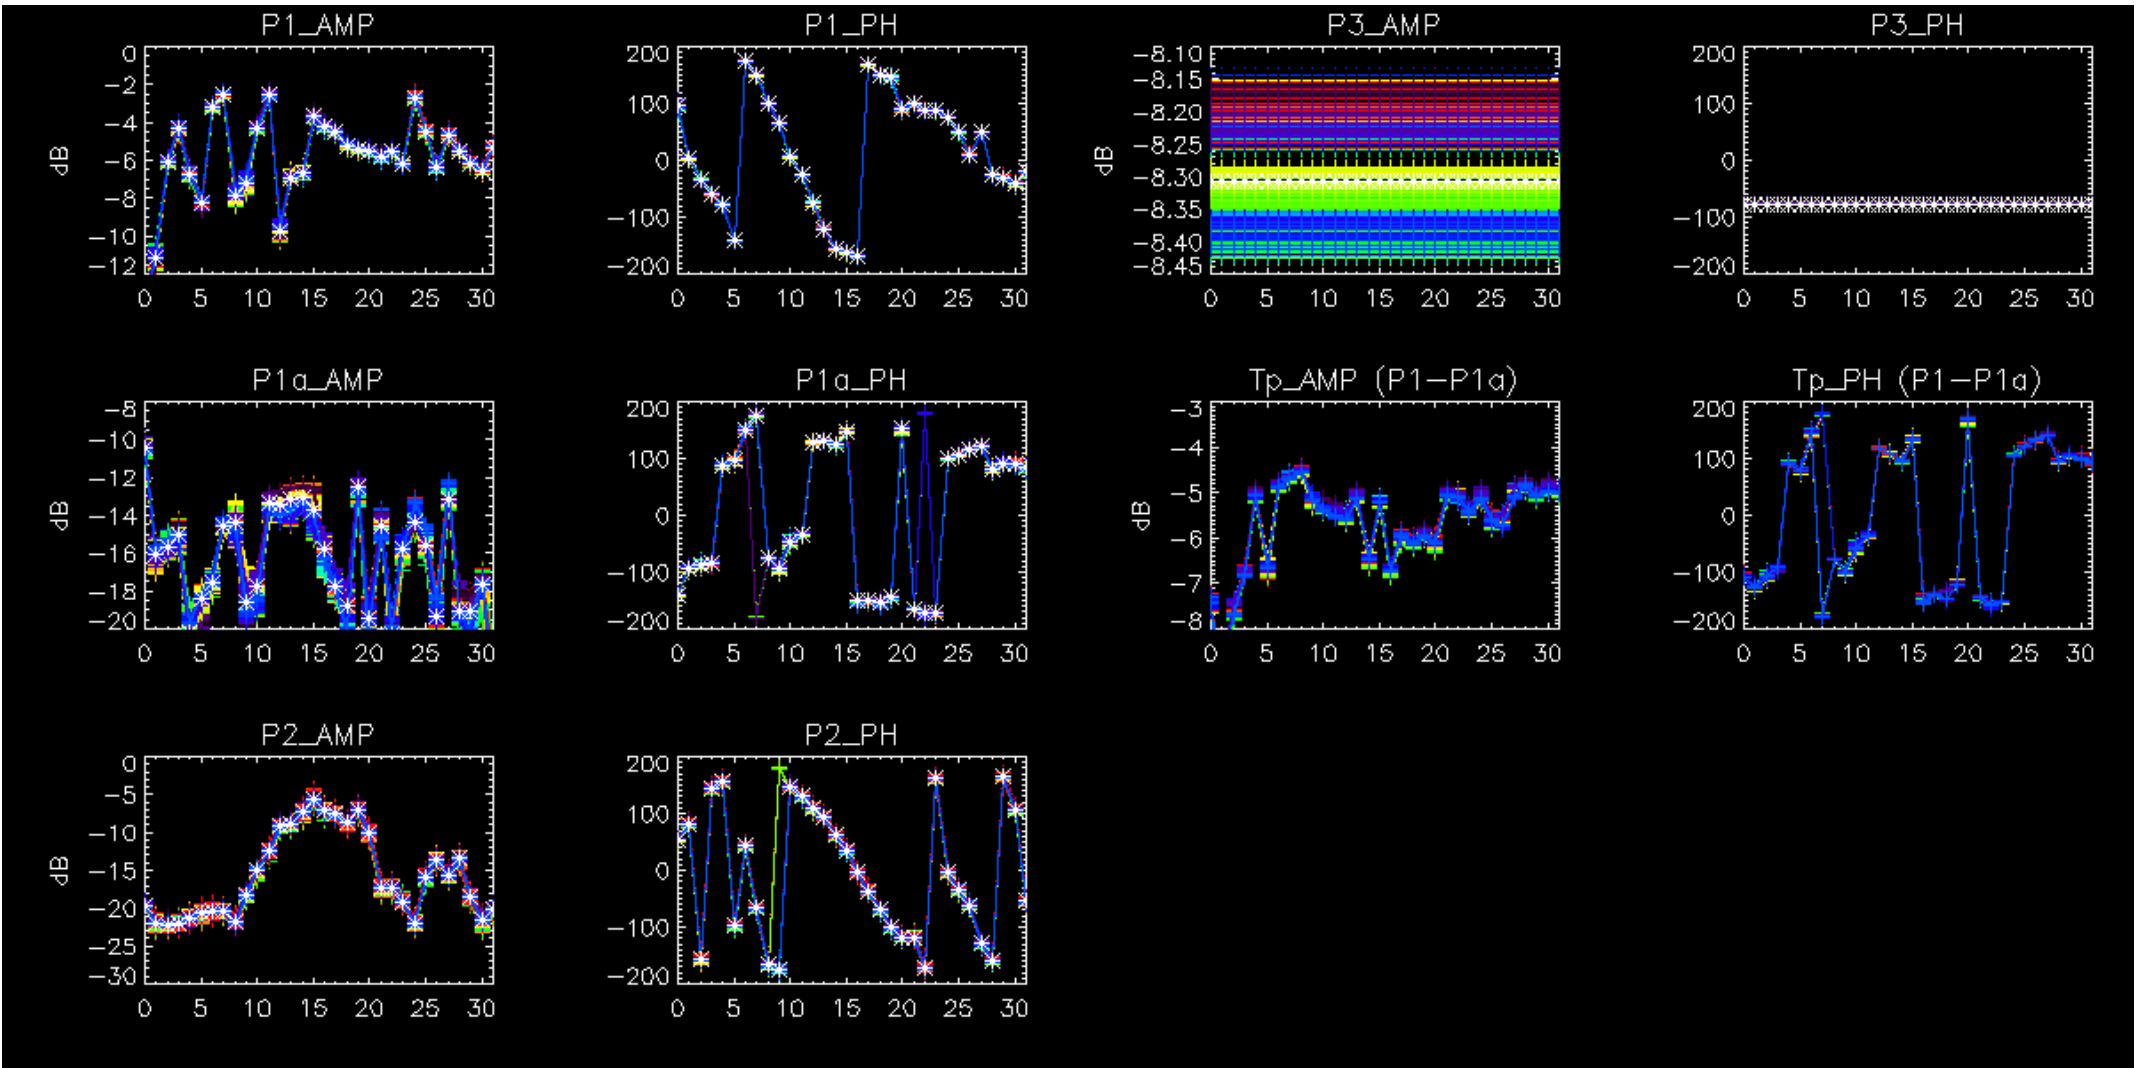 P1_AMP
P1_PH
P3_AMP
P3_PH
dB
0
−2
−4
−6
−8
−10
−12
0 5 10 15 20 25 30
200
100
0
−100
−200
0 5 10 15 20 25 30
dB
−8.10
−8.15
−8.20
−8.25
−8.30
−8.35
−8.40
−8.45
0 5 10 15 20 25 30
200
100
0
−100
−200
0 5 10 15 20 25 30
P1a_AMP
P1a_PH
Tp_AMP (P1−P1a)
Tp_PH (P1−P1a)
dB
−8
−10
−12
−14
−16
−18
−20
0 5 10 15 20 25 30
200
100
0
−100
−200
0 5 10 15 20 25 30
dB
−3
−4
−5
−6
−7
−8
0 5 10 15 20 25 30
200
100
0
−100
−200
0 5 10 15 20 25 30
P2_AMP
P2_PH
dB
0
−5
−10
−15
−20
−25
−30
0 5 10 15 20 25 30
200
100
0
−100
−200
0 5 10 15 20 25 30